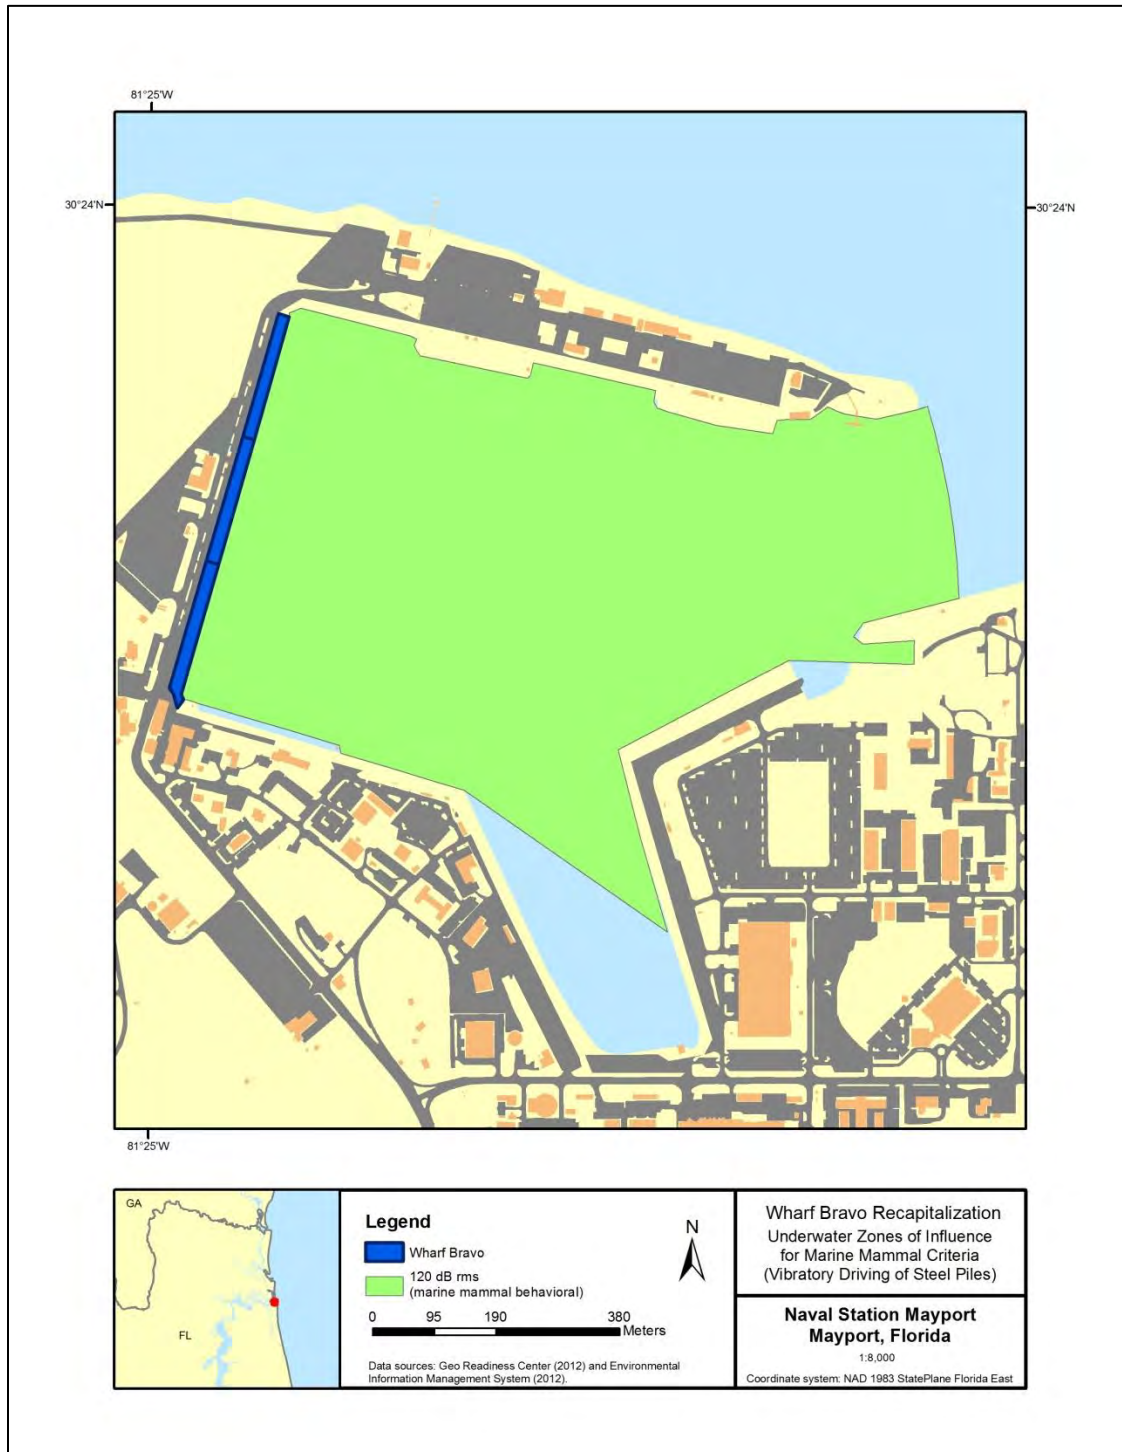 81°25'W
30°24'N
30°24'N
81°25'W
GA
FL
Legend
Wharf Bravo
120 dB rms
(marine mammal behavioral)
0 95 190 380
Meters
Data sources: Geo Readiness Center (2012) and Environmental
Information Management System (2012).
N
Wharf Bravo Recapitalization
Underwater Zones of Influence
for Marine Mammal Criteria
(Vibratory Driving of Steel Piles)
Naval Station Mayport
Mayport, Florida
1:8,000
Coordinate system: NAD 1983 StatePlane Florida East